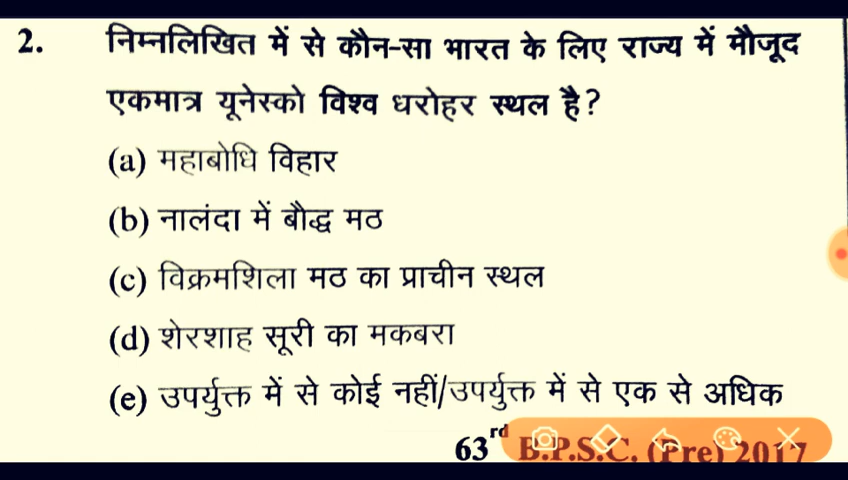 2. निम्नलिखित में से कौन-सा भारत के लिए राज्य में मौजूद
एकमात्र यूनेस्को विश्व धरोहर स्थल है?
(a) महाबोधि विहार
(b) नालंदा में बौद्ध मठ
(c) विक्रमशिला मठ का प्राचीन स्थल
(d) शेरशाह सूरी का मकबरा
(e) उपर्युक्त में से कोई नहीं/उपर्युक्त में से एक से अधिक
63rd B.P.S.C. (Pre) 2017